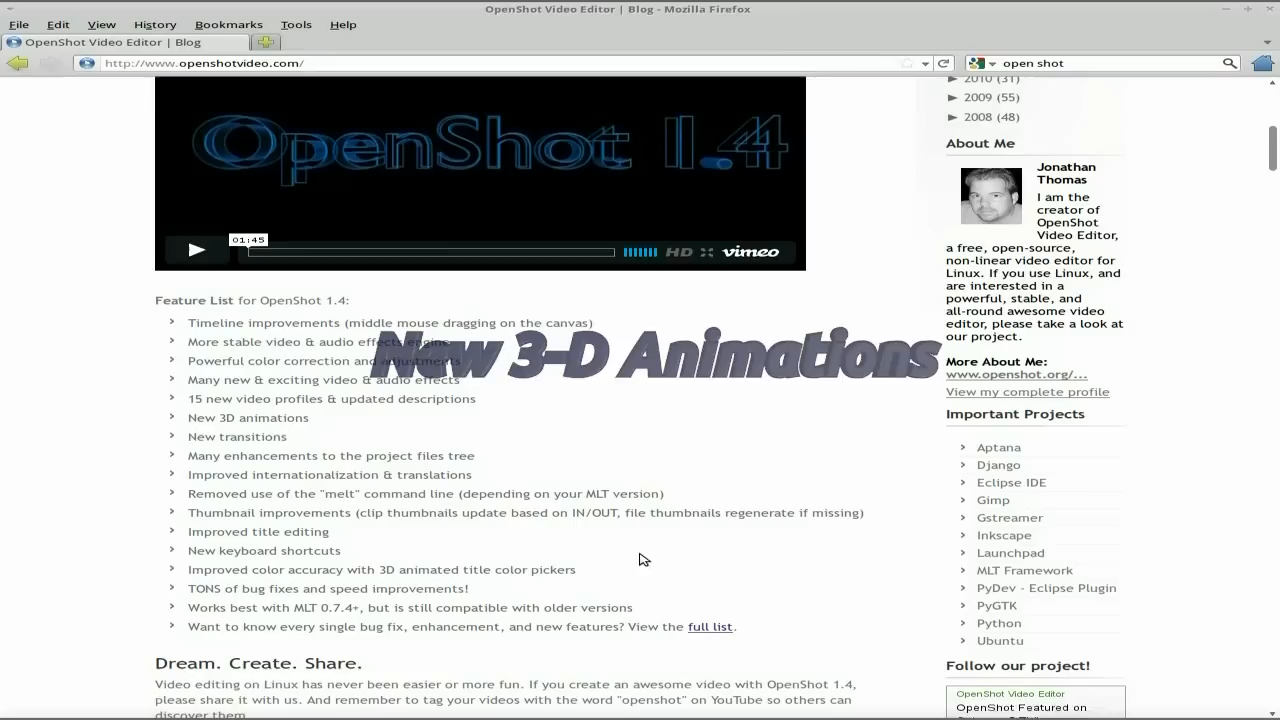 OpenShot Video Editor | Blog - Mozilla Firefox
File Edit View History Bookmarks Tools Help
OpenShot Video Editor | Blog
http://www.openshotvideo.com/
open shot
OpenShot 1.4
01:45
HD vimeo
Feature List for OpenShot 1.4:
Timeline improvements (middle mouse dragging on the canvas)
More stable video & audio effects engine
Powerful color correction and adjustments
Many new & exciting video & audio effects
15 new video profiles & updated descriptions
New 3D animations
New transitions
Many enhancements to the project files tree
Improved internationalization & translations
Removed use of the "melt" command line (depending on your MLT version)
Thumbnail improvements (clip thumbnails update based on IN/OUT, file thumbnails regenerate if missing)
Improved title editing
New keyboard shortcuts
Improved color accuracy with 3D animated title color pickers
TONS of bug fixes and speed improvements!
Works best with MLT 0.7.4+, but is still compatible with older versions
Want to know every single bug fix, enhancement, and new features? View the full list.
New 3-D Animations
Dream. Create. Share.
Video editing on Linux has never been easier or more fun. If you create an awesome video with OpenShot 1.4,
please share it with us. And remember to tag your videos with the word "openshot" on YouTube so others can
discover them.
2010 (31)
2009 (55)
2008 (48)
About Me
Jonathan
Thomas
I am the
creator of
OpenShot
Video Editor,
a free, open-source,
non-linear video editor for
Linux. If you use Linux, and
are interested in a
powerful, stable, and
all-round awesome video
editor, please take a look at
our project.
More About Me:
www.openshot.org/...
View my complete profile
Important Projects
Aptana
Django
Eclipse IDE
Gimp
Gstreamer
Inkscape
Launchpad
MLT Framework
PyDev - Eclipse Plugin
PyGTK
Python
Ubuntu
Follow our project!
OpenShot Video Editor
OpenShot Featured on